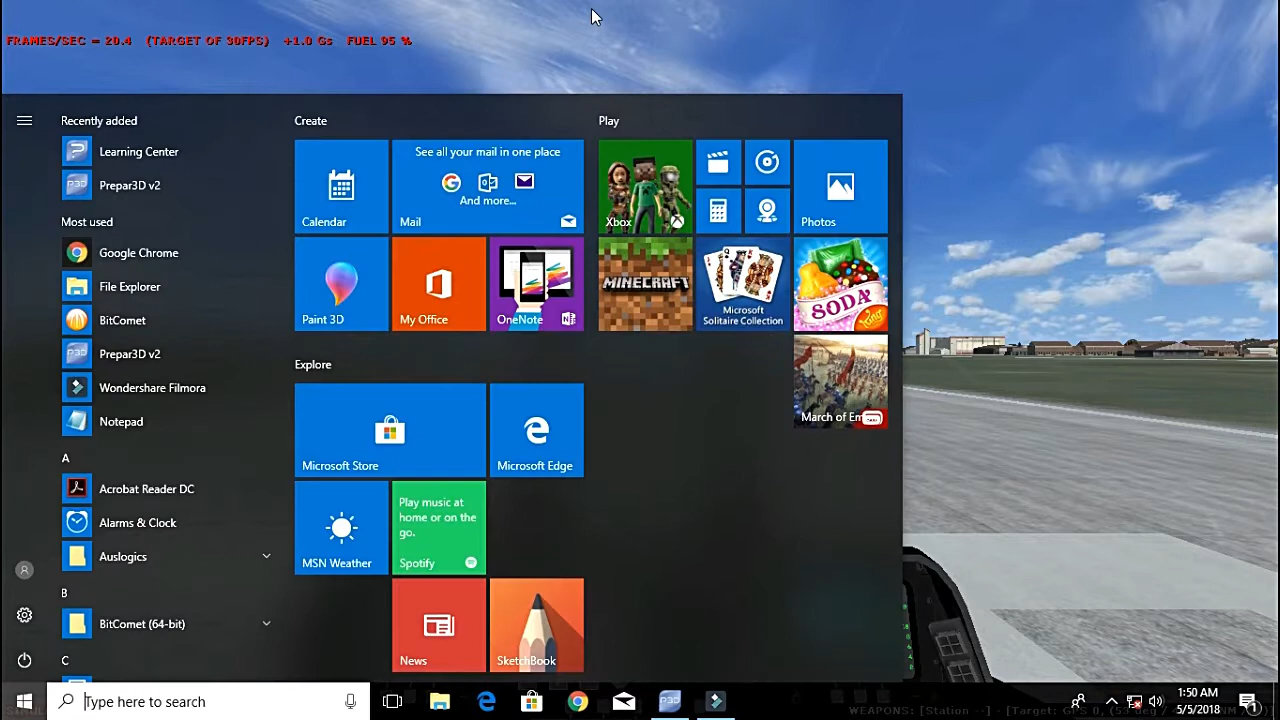 FRAMES/SEC = 20.4 (TARGET OF 30FPS) +1.0 Gs FUEL 95 %
Recently added
Learning Center
Prepar3D v2
Most used
Google Chrome
File Explorer
BitComet
Prepar3D v2
Wondershare Filmora
Notepad
A
Acrobat Reader DC
Alarms & Clock
Auslogics
B
BitComet (64-bit)
C
Create
Calendar
See all your mail in one place
And more...
Mail
Paint 3D
My Office
OneNote
Explore
Microsoft Store
Microsoft Edge
MSN Weather
Play music at
home or on the
go.
Spotify
News
SketchBook
Play
Xbox
Photos
MINECRAFT
Microsoft
Solitaire Collection
SODA
King
March of Em
Type here to search
P3D
1:50 AM
5/5/2018
1
WEAPONS: [Station --] - [Target: GPS 0,